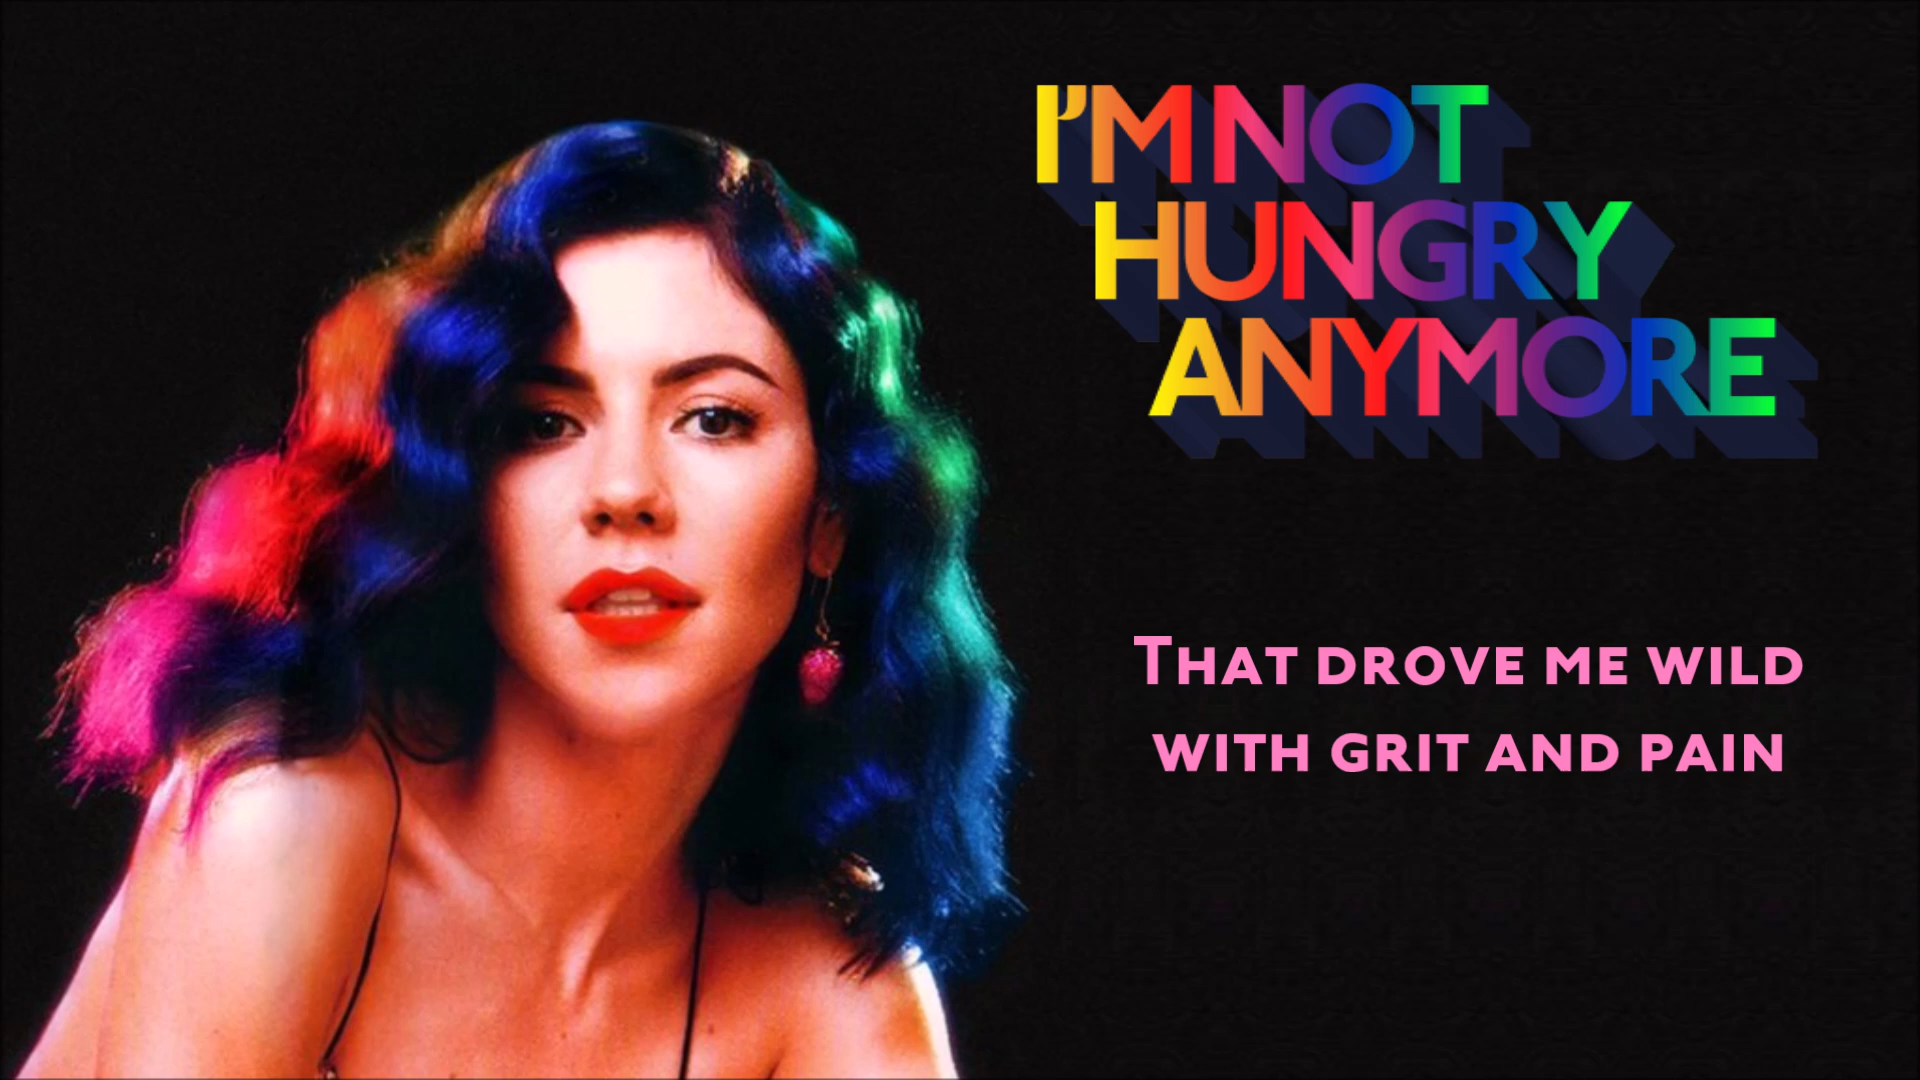 I'M NOT
HUNGRY
ANYMORE
That drove me wild
with grit and pain